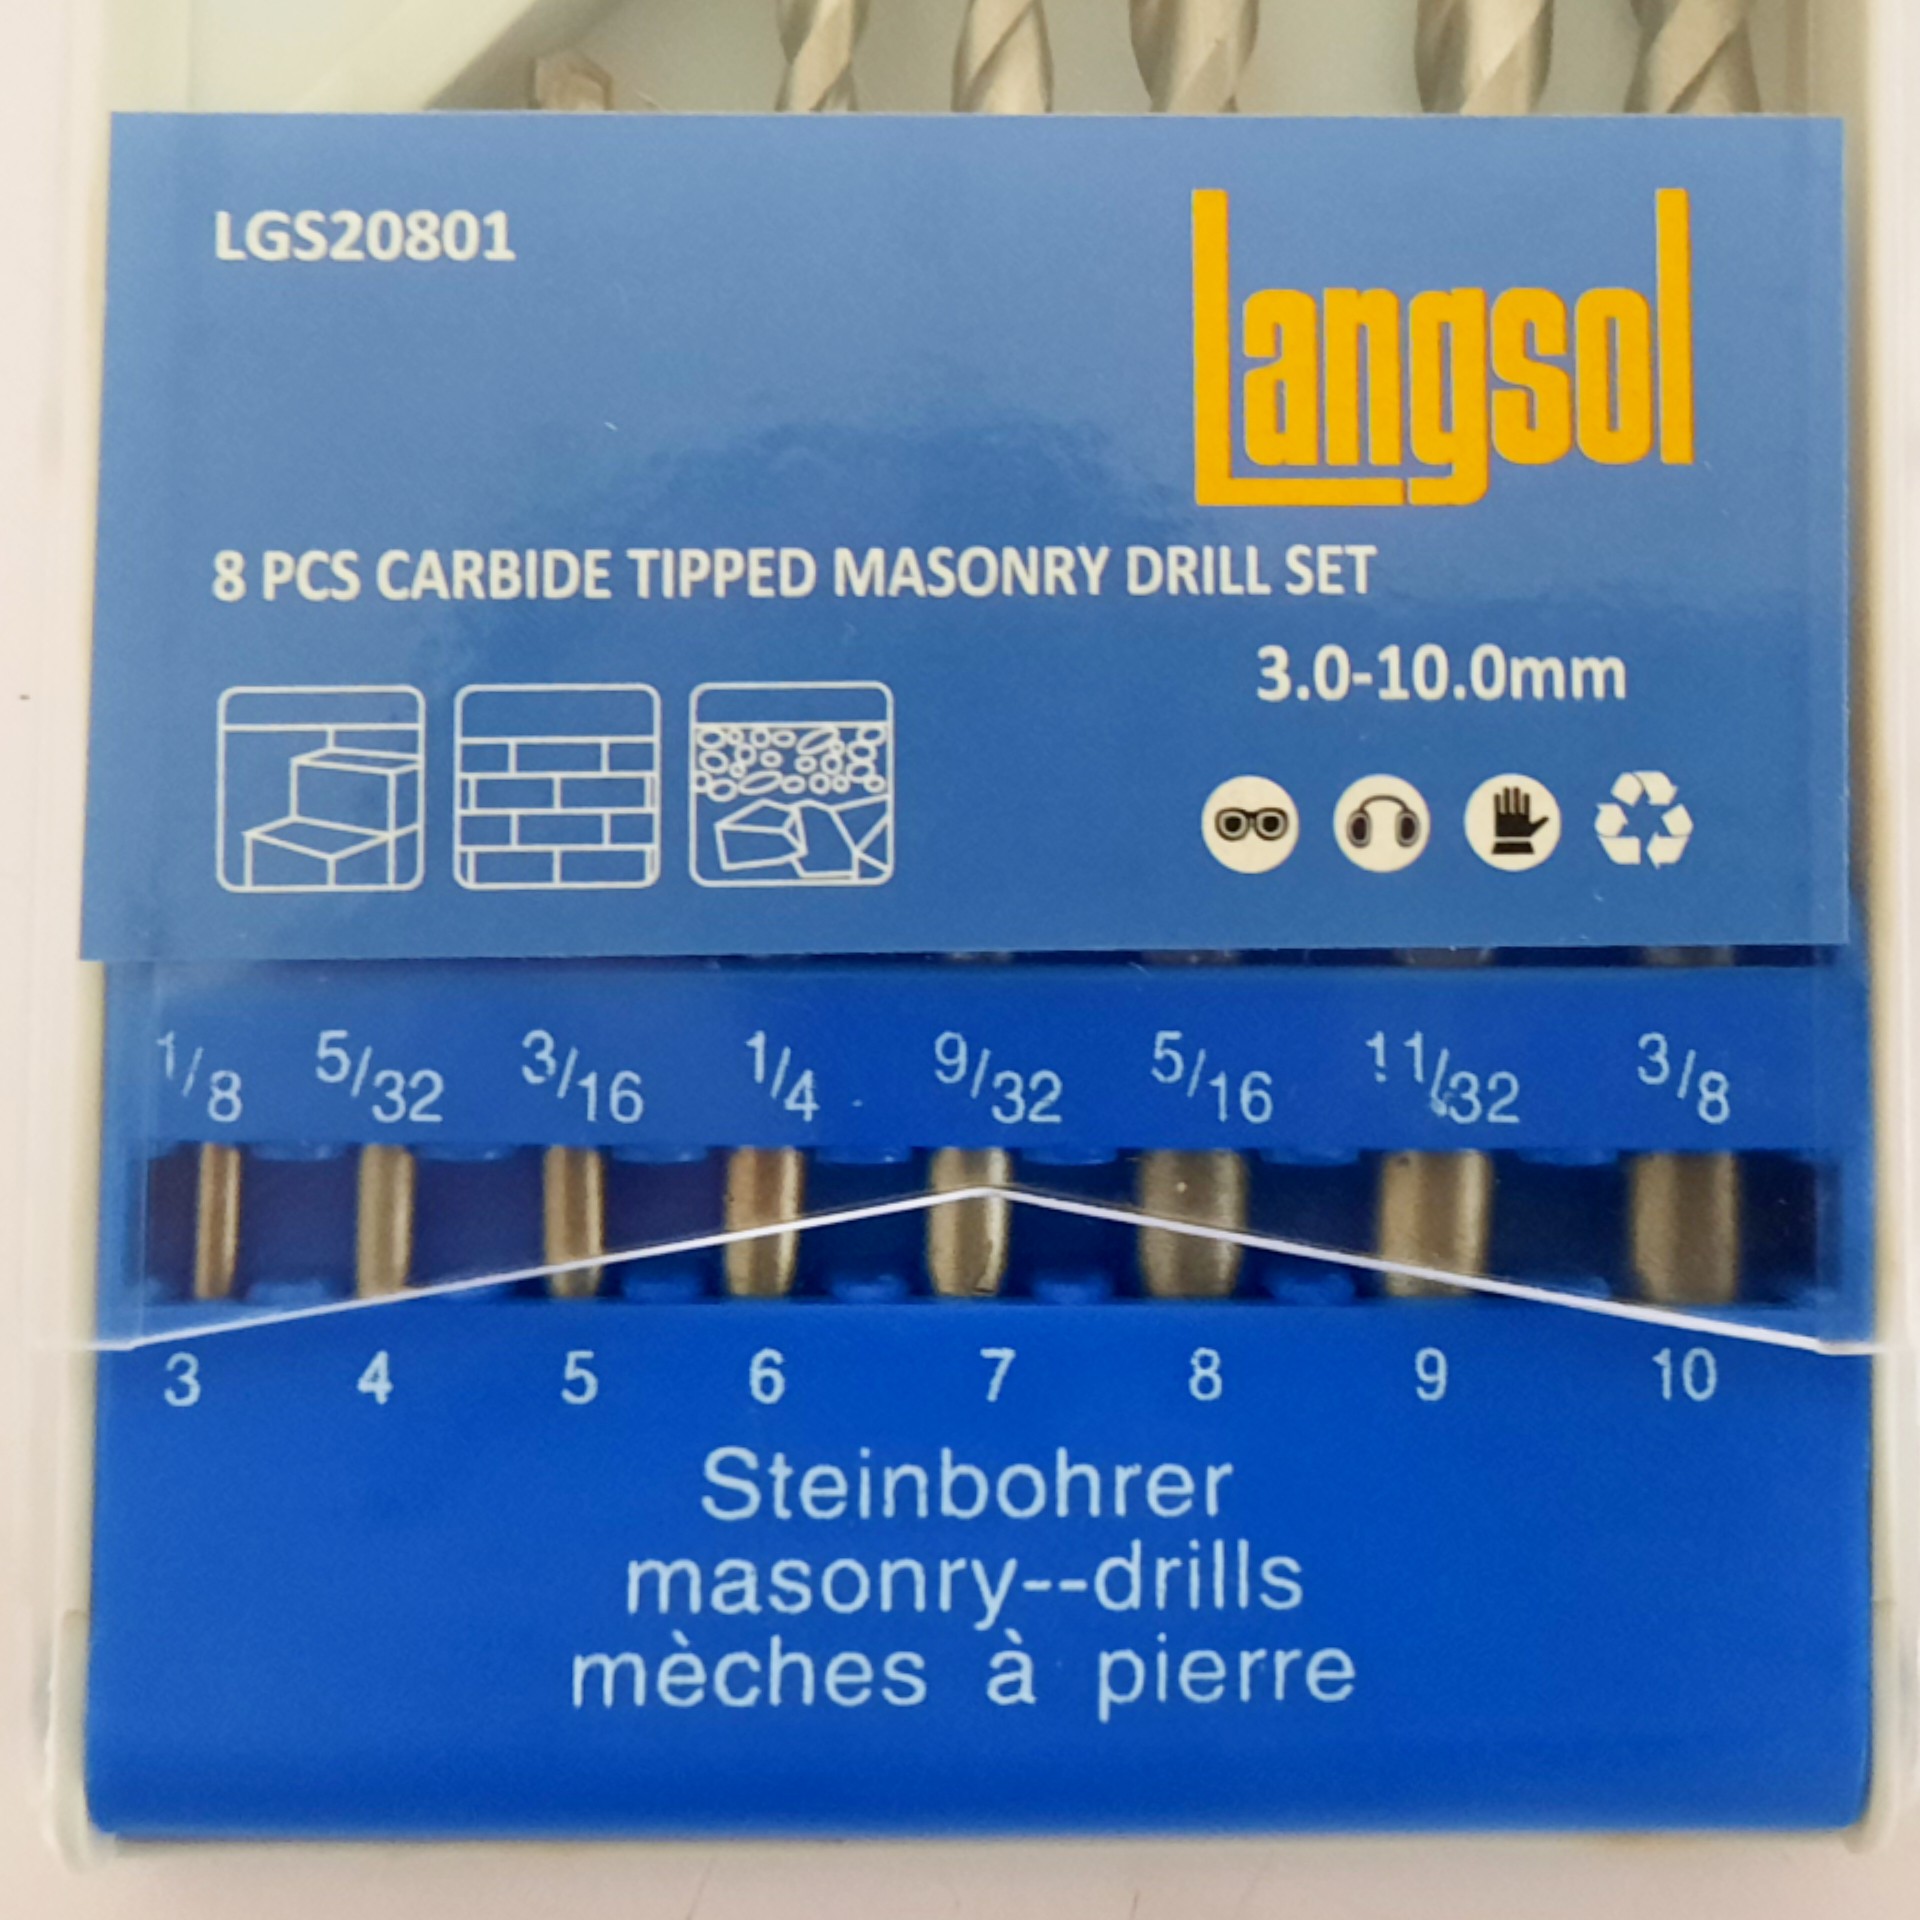 LGS20801
Langsol
8 PCS CARBIDE TIPPED MASONRY DRILL SET
3.0-10.0mm
1/8 5/32 3/16 1/4 9/32 5/16 11/32 3/8
3 4 5 6 7 8 9 10
Steinbohrer
masonry--drills
mèches à pierre